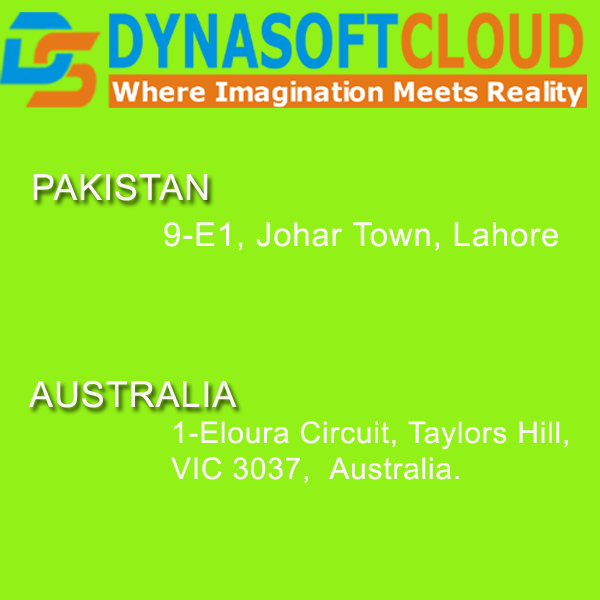 DS DYNASOFTCLOUD
Where Imagination Meets Reality
PAKISTAN
9-E1, Johar Town, Lahore
AUSTRALIA
1-Eloura Circuit, Taylors Hill,
VIC 3037,  Australia.